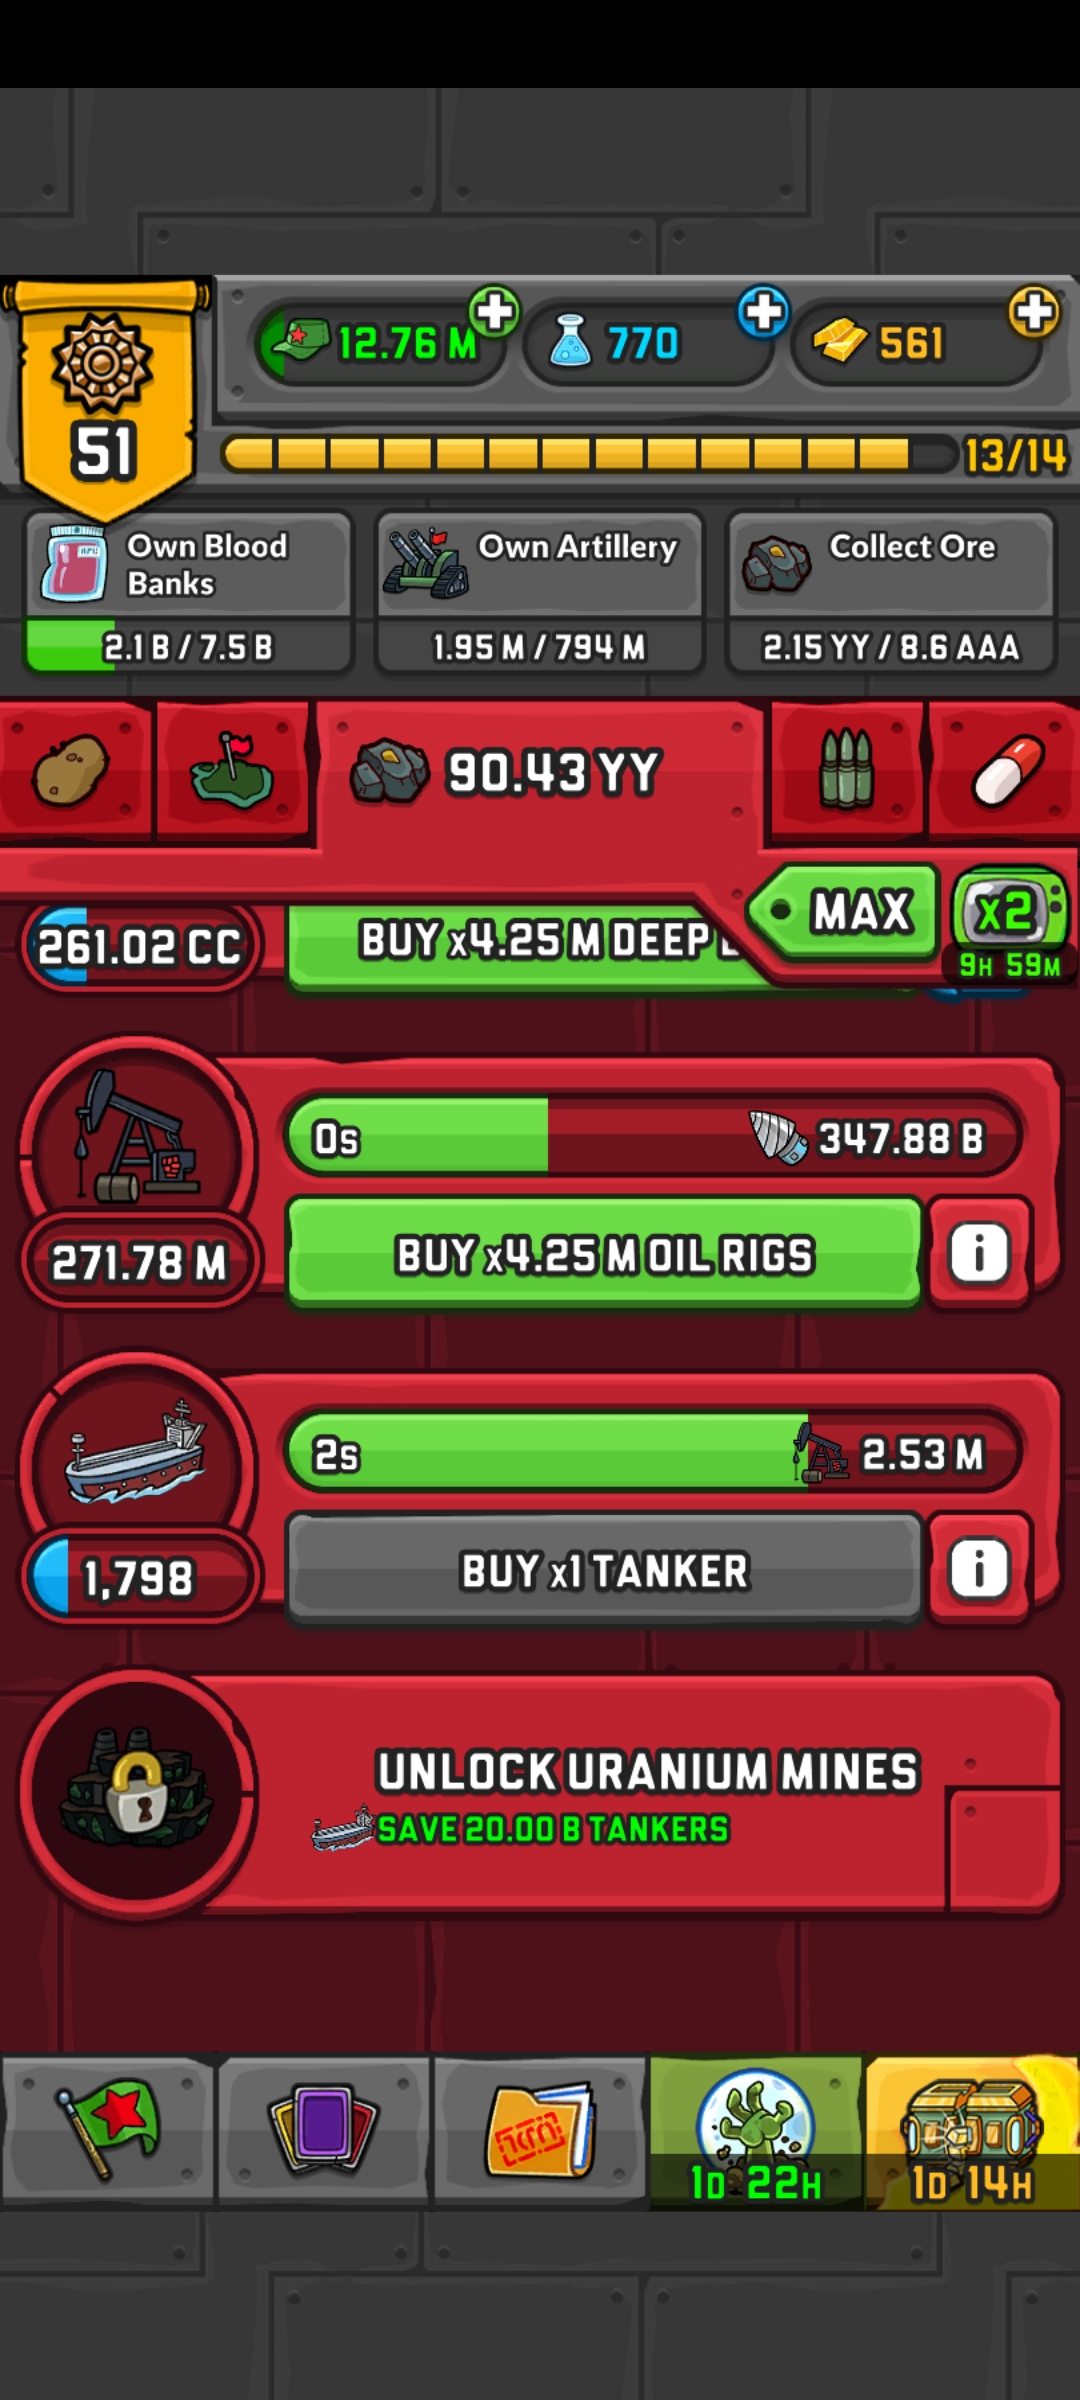 12.76 M
770
561
51
13/14
Own Blood
Banks
Own Artillery
Collect Ore
2.1 B / 7.5 B
1.95 M / 794 M
2.15 YY / 8.6 AAA
90.43 YY
MAX
x2
9H 59M
261.02 CC
BUY x4.25 M DEEP
0s
347.88 B
271.78 M
BUY x4.25 M OIL RIGS
i
2s
2.53 M
1,798
BUY x1 TANKER
i
UNLOCK URANIUM MINES
SAVE 20.00 B TANKERS
1D 22H
1D 14H